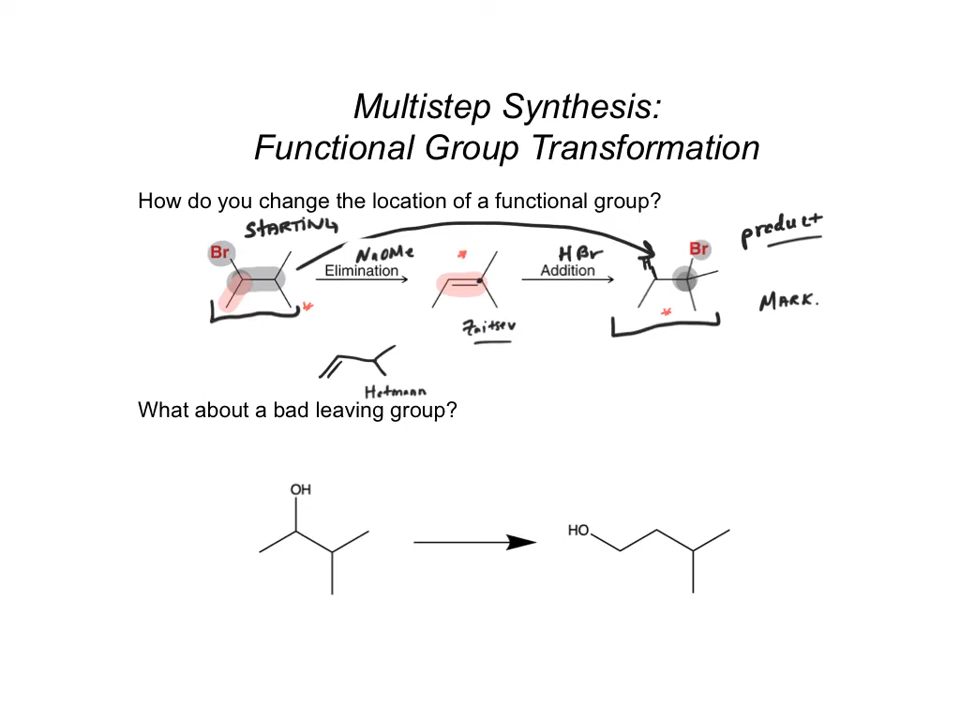 Multistep Synthesis:
Functional Group Transformation
How do you change the location of a functional group?
STARTING
product
Br
NaOMe
Elimination
HBr
Addition
H
Br
MARK.
Zaitsev
Hofmann
What about a bad leaving group?
OH
HO